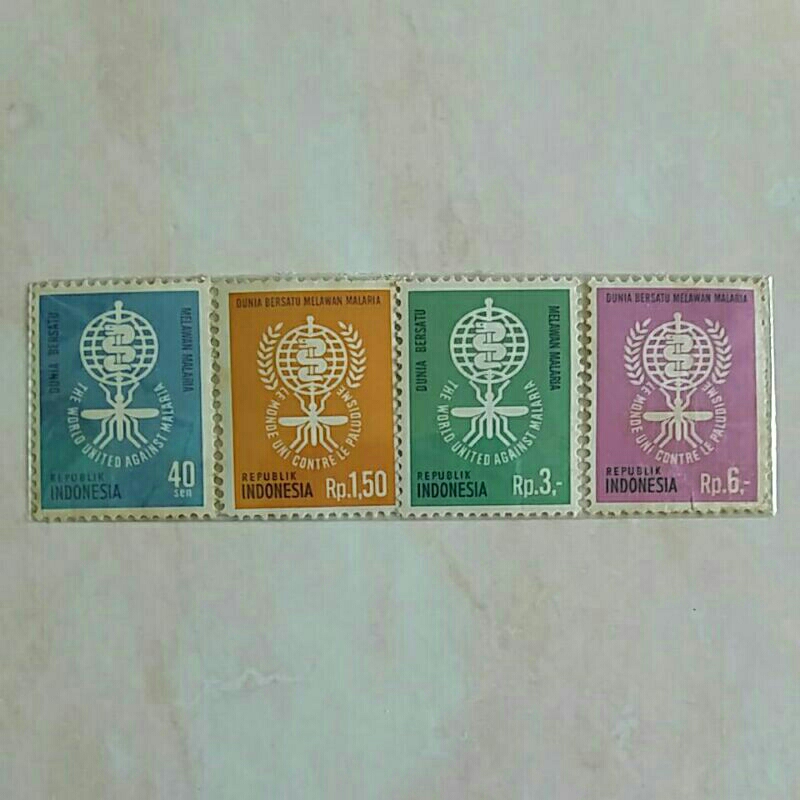 DUNIA BERSATU
MELAWAN MALARIA
THE WORLD UNITED AGAINST MALARIA
REPUBLIK
INDONESIA
40
sen
DUNIA BERSATU MELAWAN MALARIA
LE MONDE UNI CONTRE LE PALUDISME
REPUBLIK
INDONESIA
Rp.1,50
DUNIA BERSATU
MELAWAN MALARIA
THE WORLD UNITED AGAINST MALARIA
REPUBLIK
INDONESIA
Rp.3,-
DUNIA BERSATU MELAWAN MALARIA
LE MONDE UNI CONTRE LE PALUDISME
REPUBLIK
INDONESIA
Rp.6,-